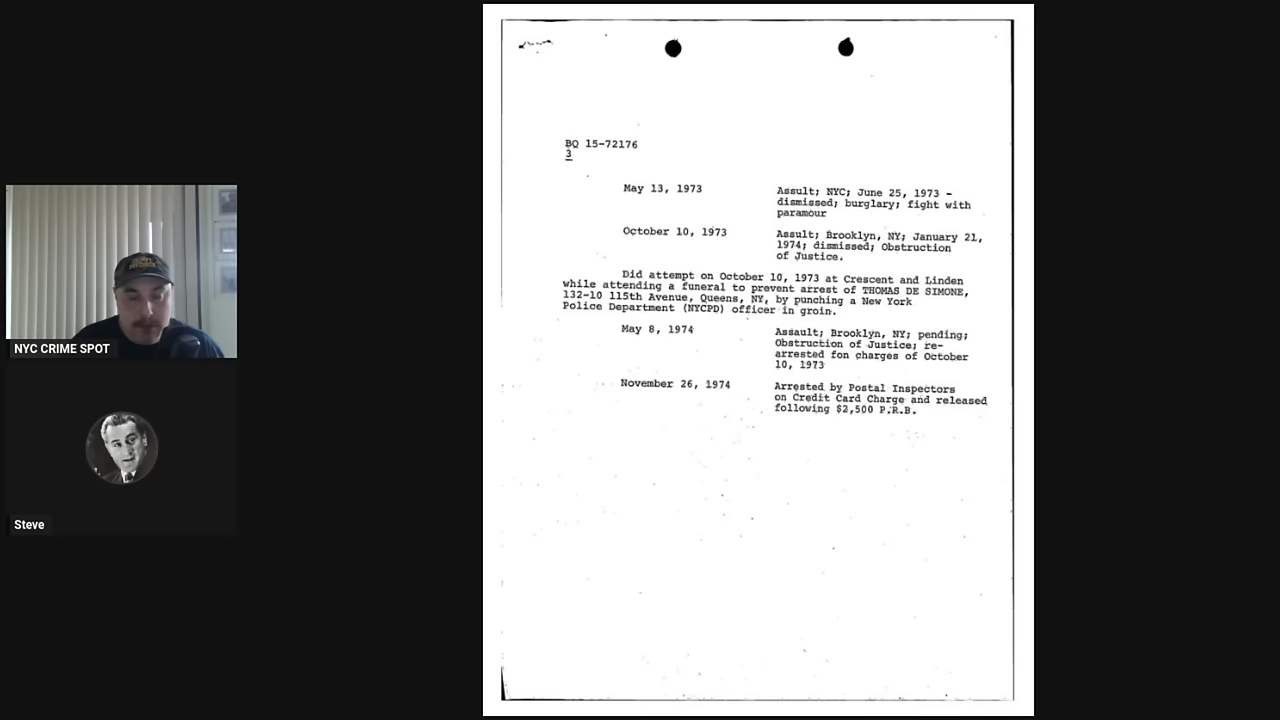 BQ 15-72176
3
May 13, 1973 Assult; NYC; June 25, 1973 -
dismissed; burglary; fight with
paramour
October 10, 1973 Assult; Brooklyn, NY; January 21,
1974; dismissed; Obstruction
of Justice.
Did attempt on October 10, 1973 at Crescent and Linden
while attending a funeral to prevent arrest of THOMAS DE SIMONE,
132-10 115th Avenue, Queens, NY, by punching a New York
Police Department (NYCPD) officer in groin.
May 8, 1974 Assault; Brooklyn, NY; pending;
Obstruction of Justice; re-
arrested fon charges of October
10, 1973
November 26, 1974 Arrested by Postal Inspectors
on Credit Card Charge and released
following $2,500 P.R.B.
NYC CRIME SPOT
Steve